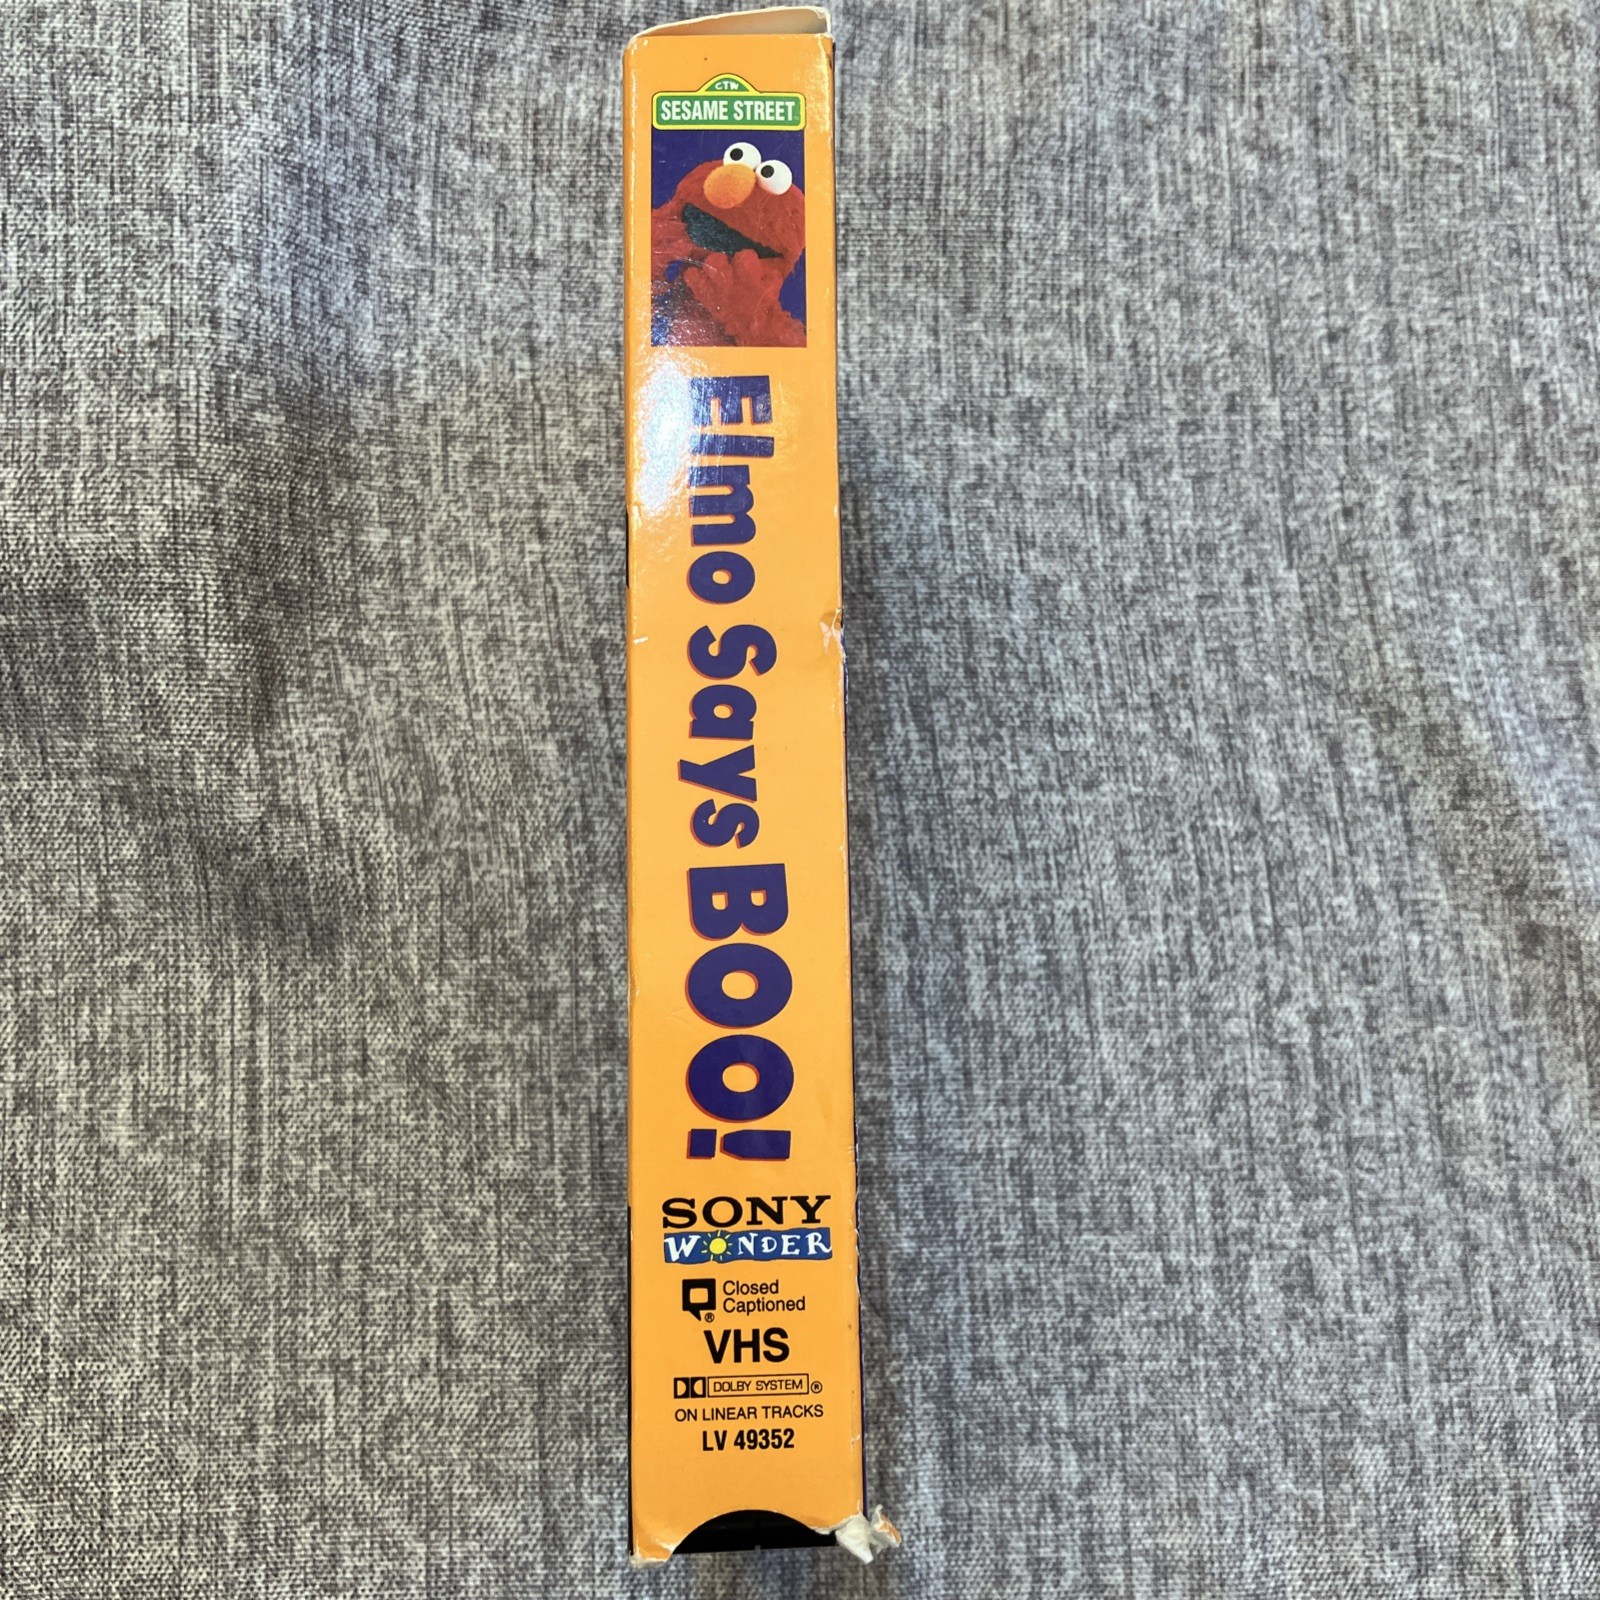 CTW
SESAME STREET
Elmo Says BOO!
SONY
WONDER
Closed
Captioned
®
VHS
DOLBY SYSTEM ®
ON LINEAR TRACKS
LV 49352